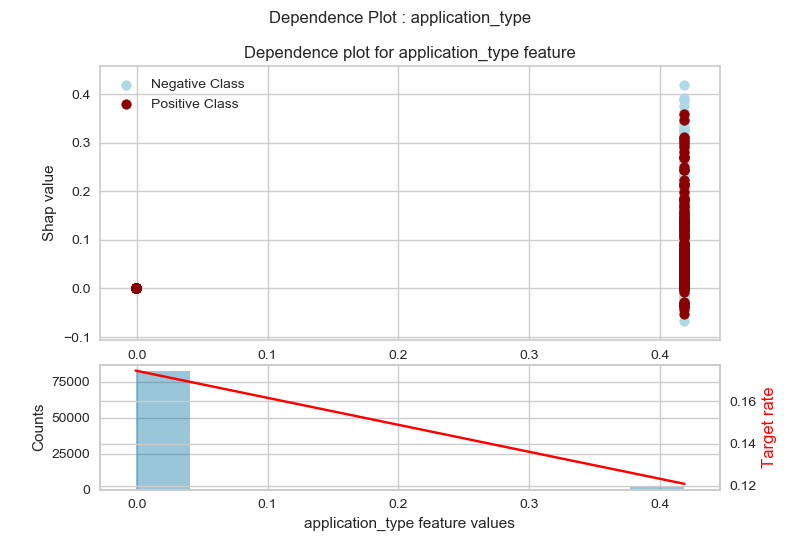 Dependence Plot : application_type
Dependence plot for application_type feature
Negative Class
Positive Class
Shap value
0.4
0.3
0.2
0.1
0.0
−0.1
0.0 0.1 0.2 0.3 0.4
Counts
75000
50000
25000
0
0.16
0.14
0.12
Target rate
0.0 0.1 0.2 0.3 0.4
application_type feature values